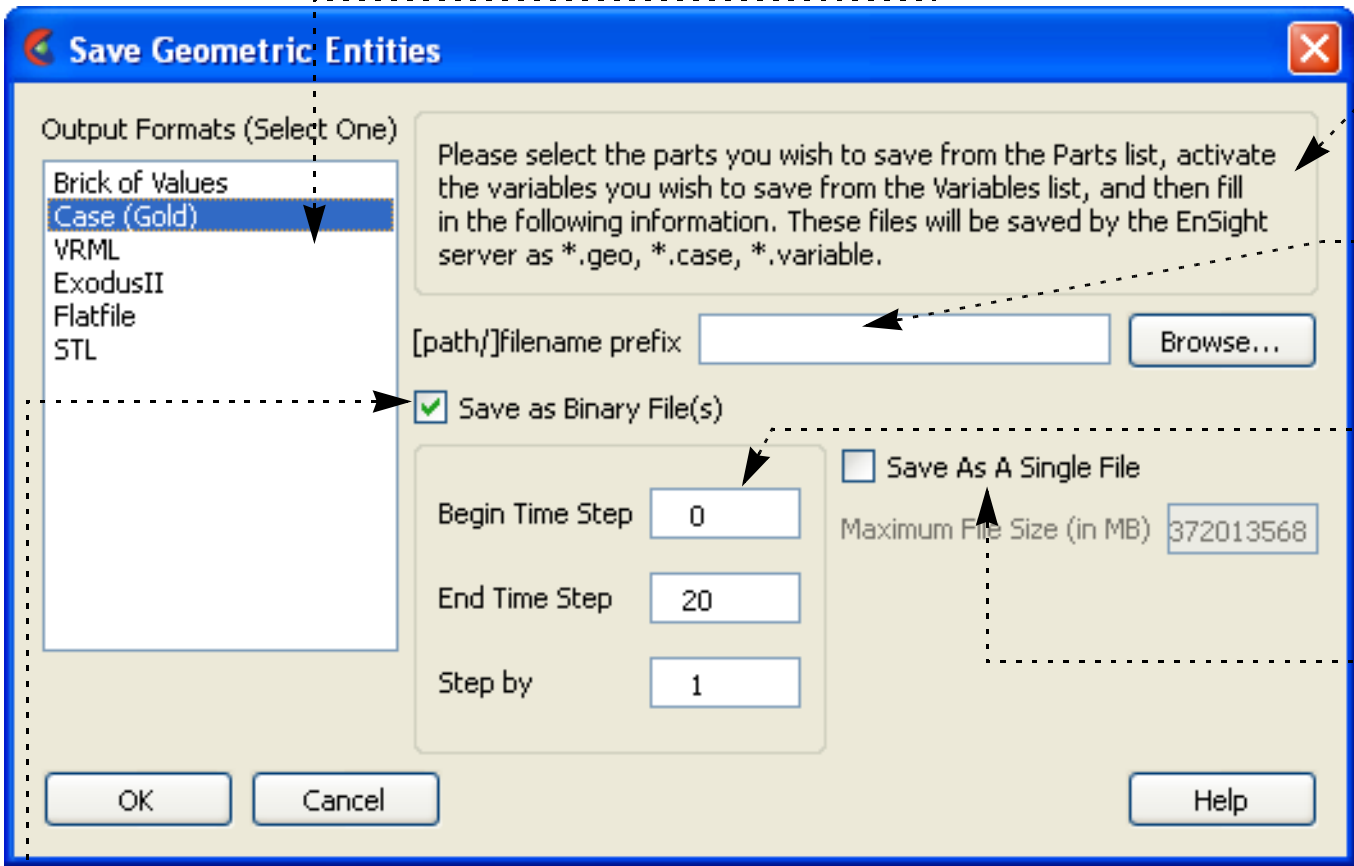 Save Geometric Entities
Output Formats (Select One)
Brick of Values
Case (Gold)
VRML
ExodusII
Flatfile
STL
Please select the parts you wish to save from the Parts list, activate
the variables you wish to save from the Variables list, and then fill
in the following information. These files will be saved by the EnSight
server as *.geo, *.case, *.variable.
[path/]filename prefix
Browse...
Save as Binary File(s)
Begin Time Step 0
End Time Step 20
Step by 1
Save As A Single File
Maximum File Size (in MB) 372013568
OK
Cancel
Help